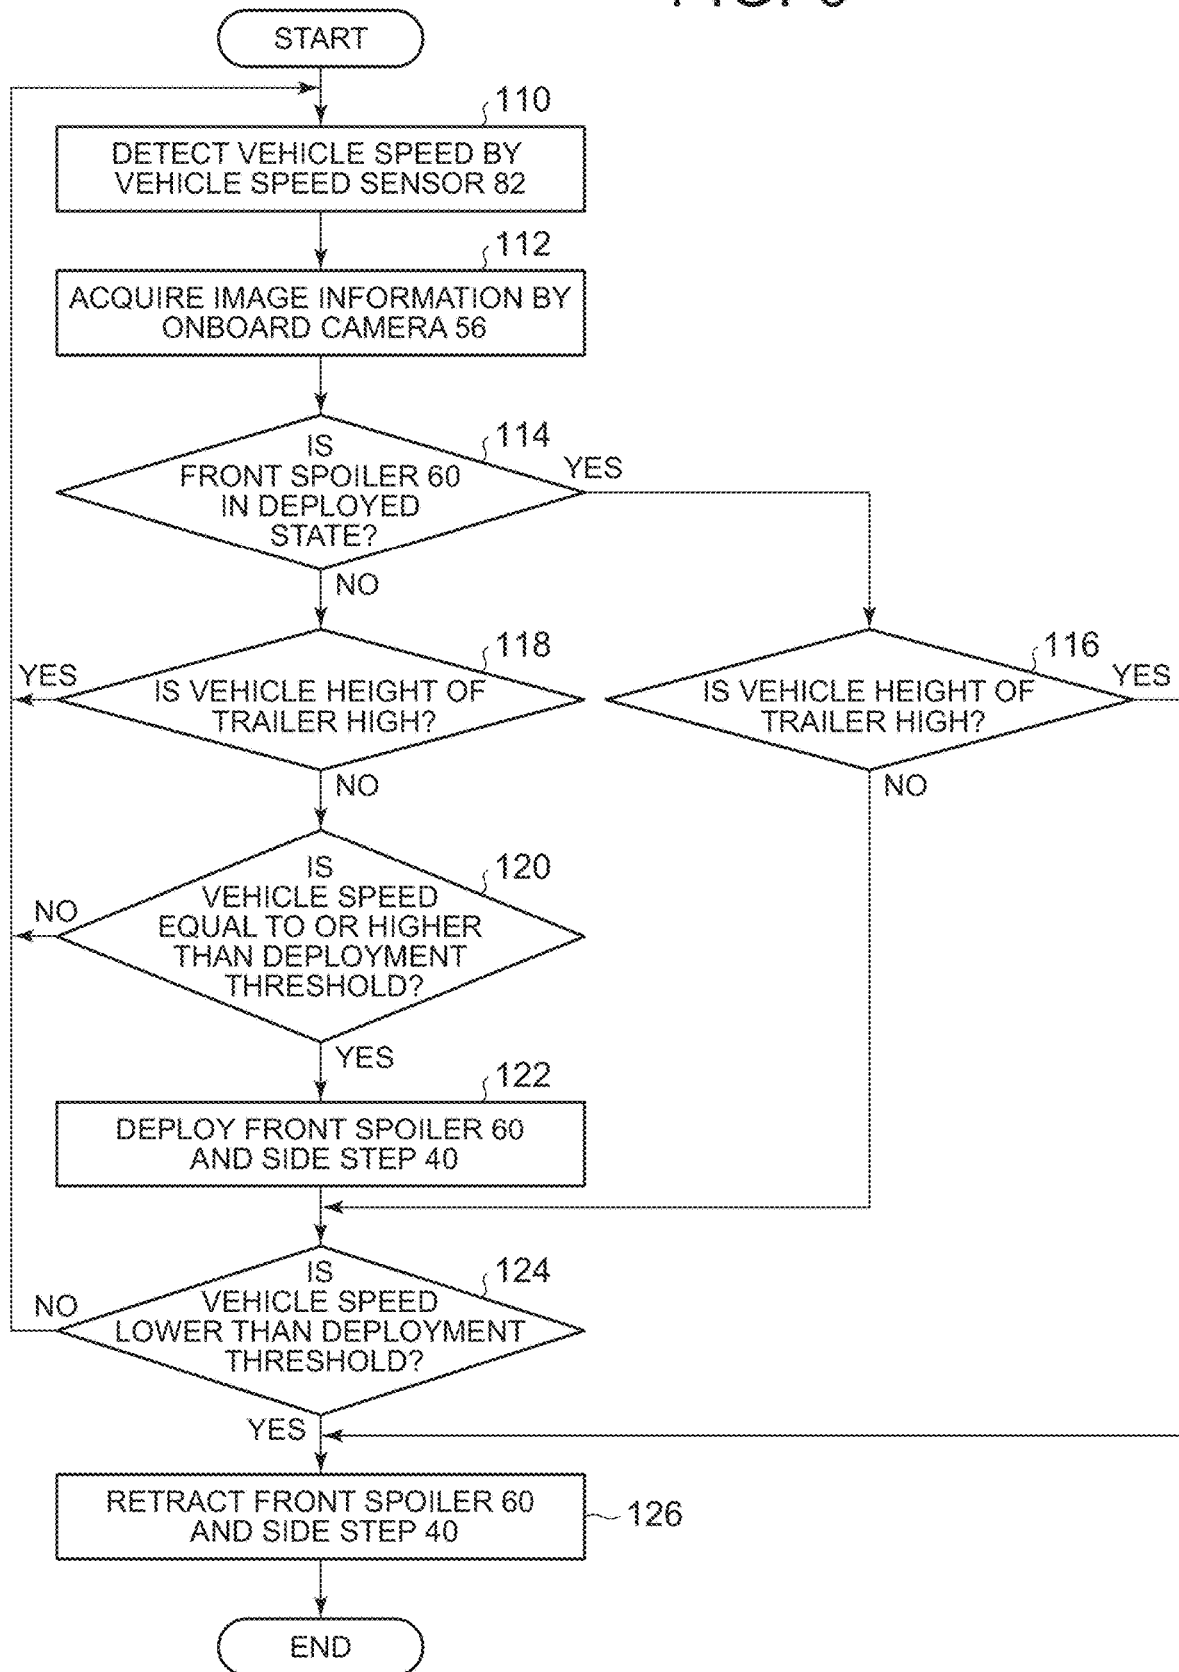 START
110
DETECT VEHICLE SPEED BY
VEHICLE SPEED SENSOR 82
112
ACQUIRE IMAGE INFORMATION BY
ONBOARD CAMERA 56
114
IS
FRONT SPOILER 60
IN DEPLOYED
STATE?
YES
NO
118
YES
IS VEHICLE HEIGHT OF
TRAILER HIGH?
NO
116
YES
IS VEHICLE HEIGHT OF
TRAILER HIGH?
NO
120
IS
VEHICLE SPEED
EQUAL TO OR HIGHER
THAN DEPLOYMENT
THRESHOLD?
NO
YES
122
DEPLOY FRONT SPOILER 60
AND SIDE STEP 40
124
IS
VEHICLE SPEED
LOWER THAN DEPLOYMENT
THRESHOLD?
NO
YES
RETRACT FRONT SPOILER 60
AND SIDE STEP 40
126
END